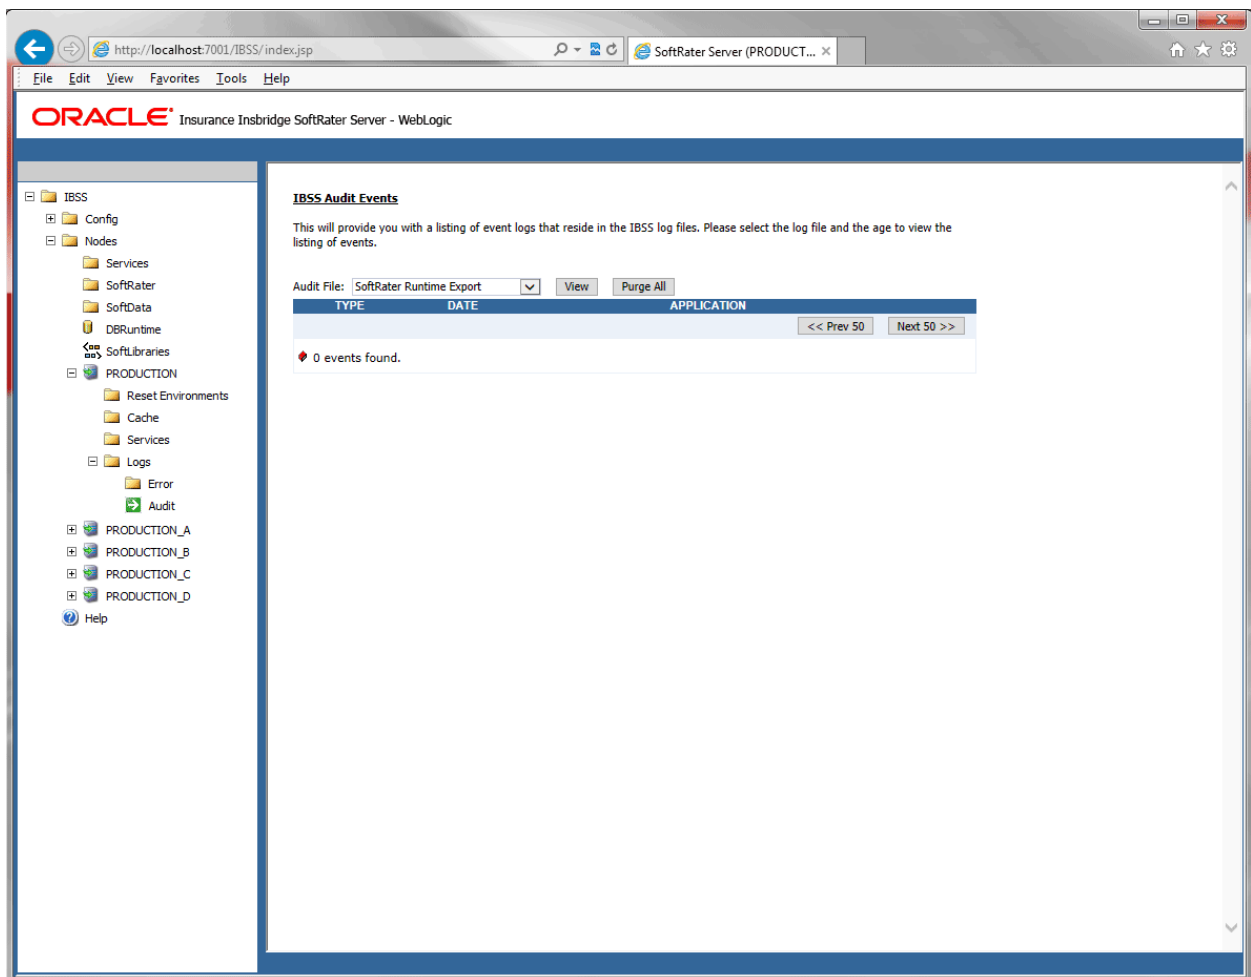 http://localhost:7001/IBSS/index.jsp
SoftRater Server (PRODUCT...
File Edit View Favorites Tools Help
ORACLE Insurance Insbridge SoftRater Server - WebLogic
IBSS
Config
Nodes
Services
SoftRater
SoftData
DBRuntime
SoftLibraries
PRODUCTION
Reset Environments
Cache
Services
Logs
Error
Audit
PRODUCTION_A
PRODUCTION_B
PRODUCTION_C
PRODUCTION_D
Help
IBSS Audit Events
This will provide you with a listing of event logs that reside in the IBSS log files. Please select the log file and the age to view the
listing of events.
Audit File: SoftRater Runtime Export View Purge All
TYPE DATE APPLICATION
<< Prev 50 Next 50 >>
0 events found.